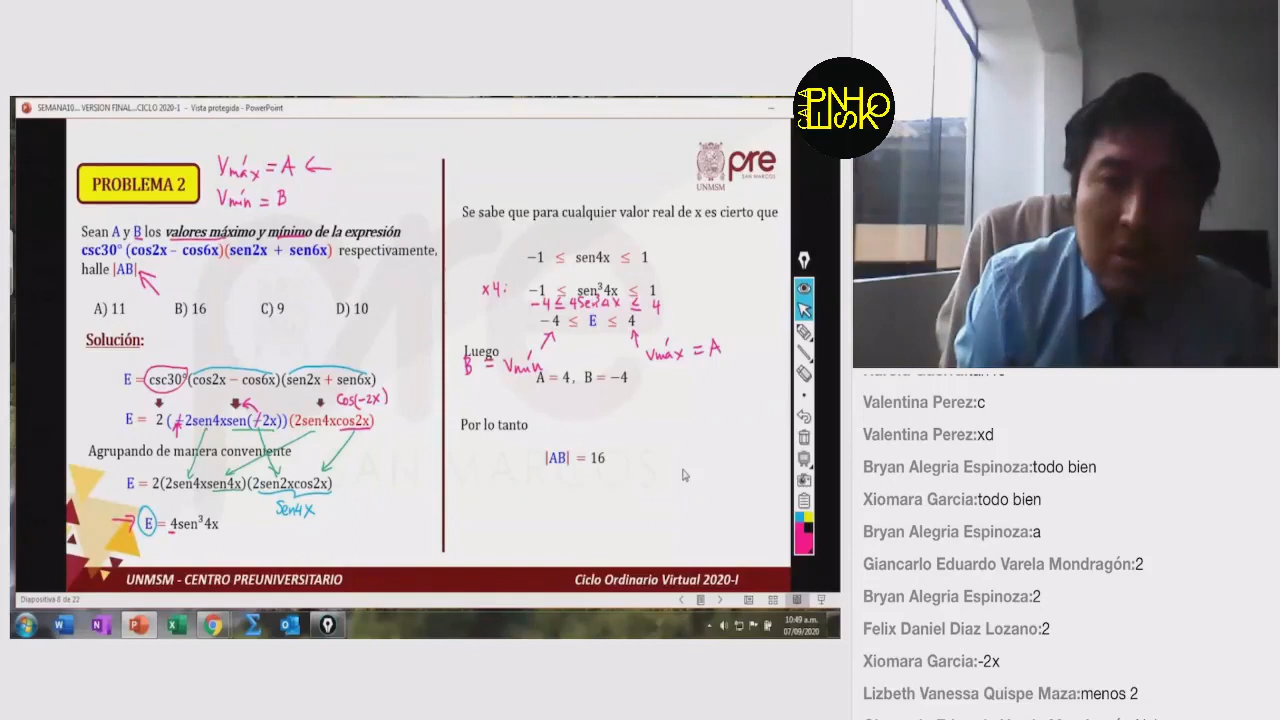 SEMANA10... VERSION FINAL...CICLO 2020-I - Vista protegida - PowerPoint
CALA
PENHSKO
PROBLEMA 2
Vmáx = A ←
Vmín = B
UNMSM
pre
SAN MARCOS
Sean A y B los valores máximo y mínimo de la expresión
csc30° (cos2x – cos6x)(sen2x + sen6x) respectivamente,
halle |AB|
A) 11 B) 16 C) 9 D) 10
Solución:
E = csc30°(cos2x – cos6x)(sen2x + sen6x)
Cos(-2x)
E = 2 (−2sen4xsen(−2x))(2sen4xcos2x)
Agrupando de manera conveniente
E = 2(2sen4xsen4x)(2sen2xcos2x)
Sen4x
E = 4sen³4x
Se sabe que para cualquier valor real de x es cierto que
−1 ≤ sen4x ≤ 1
x4: −1 ≤ sen³4x ≤ 1
−4 ≤ 4sen³4x ≤ 4
−4 ≤ E ≤ 4
Luego
B = Vmín
Vmáx = A
A = 4, B = −4
Por lo tanto
|AB| = 16
SAN MARCOS
UNMSM - CENTRO PREUNIVERSITARIO
Ciclo Ordinario Virtual 2020-I
Diapositiva 8 de 22
10:49 a.m.
07/09/2020
Valentina Perez:c
Valentina Perez:xd
Bryan Alegria Espinoza:todo bien
Xiomara Garcia:todo bien
Bryan Alegria Espinoza:a
Giancarlo Eduardo Varela Mondragón:2
Bryan Alegria Espinoza:2
Felix Daniel Diaz Lozano:2
Xiomara Garcia:-2x
Lizbeth Vanessa Quispe Maza:menos 2